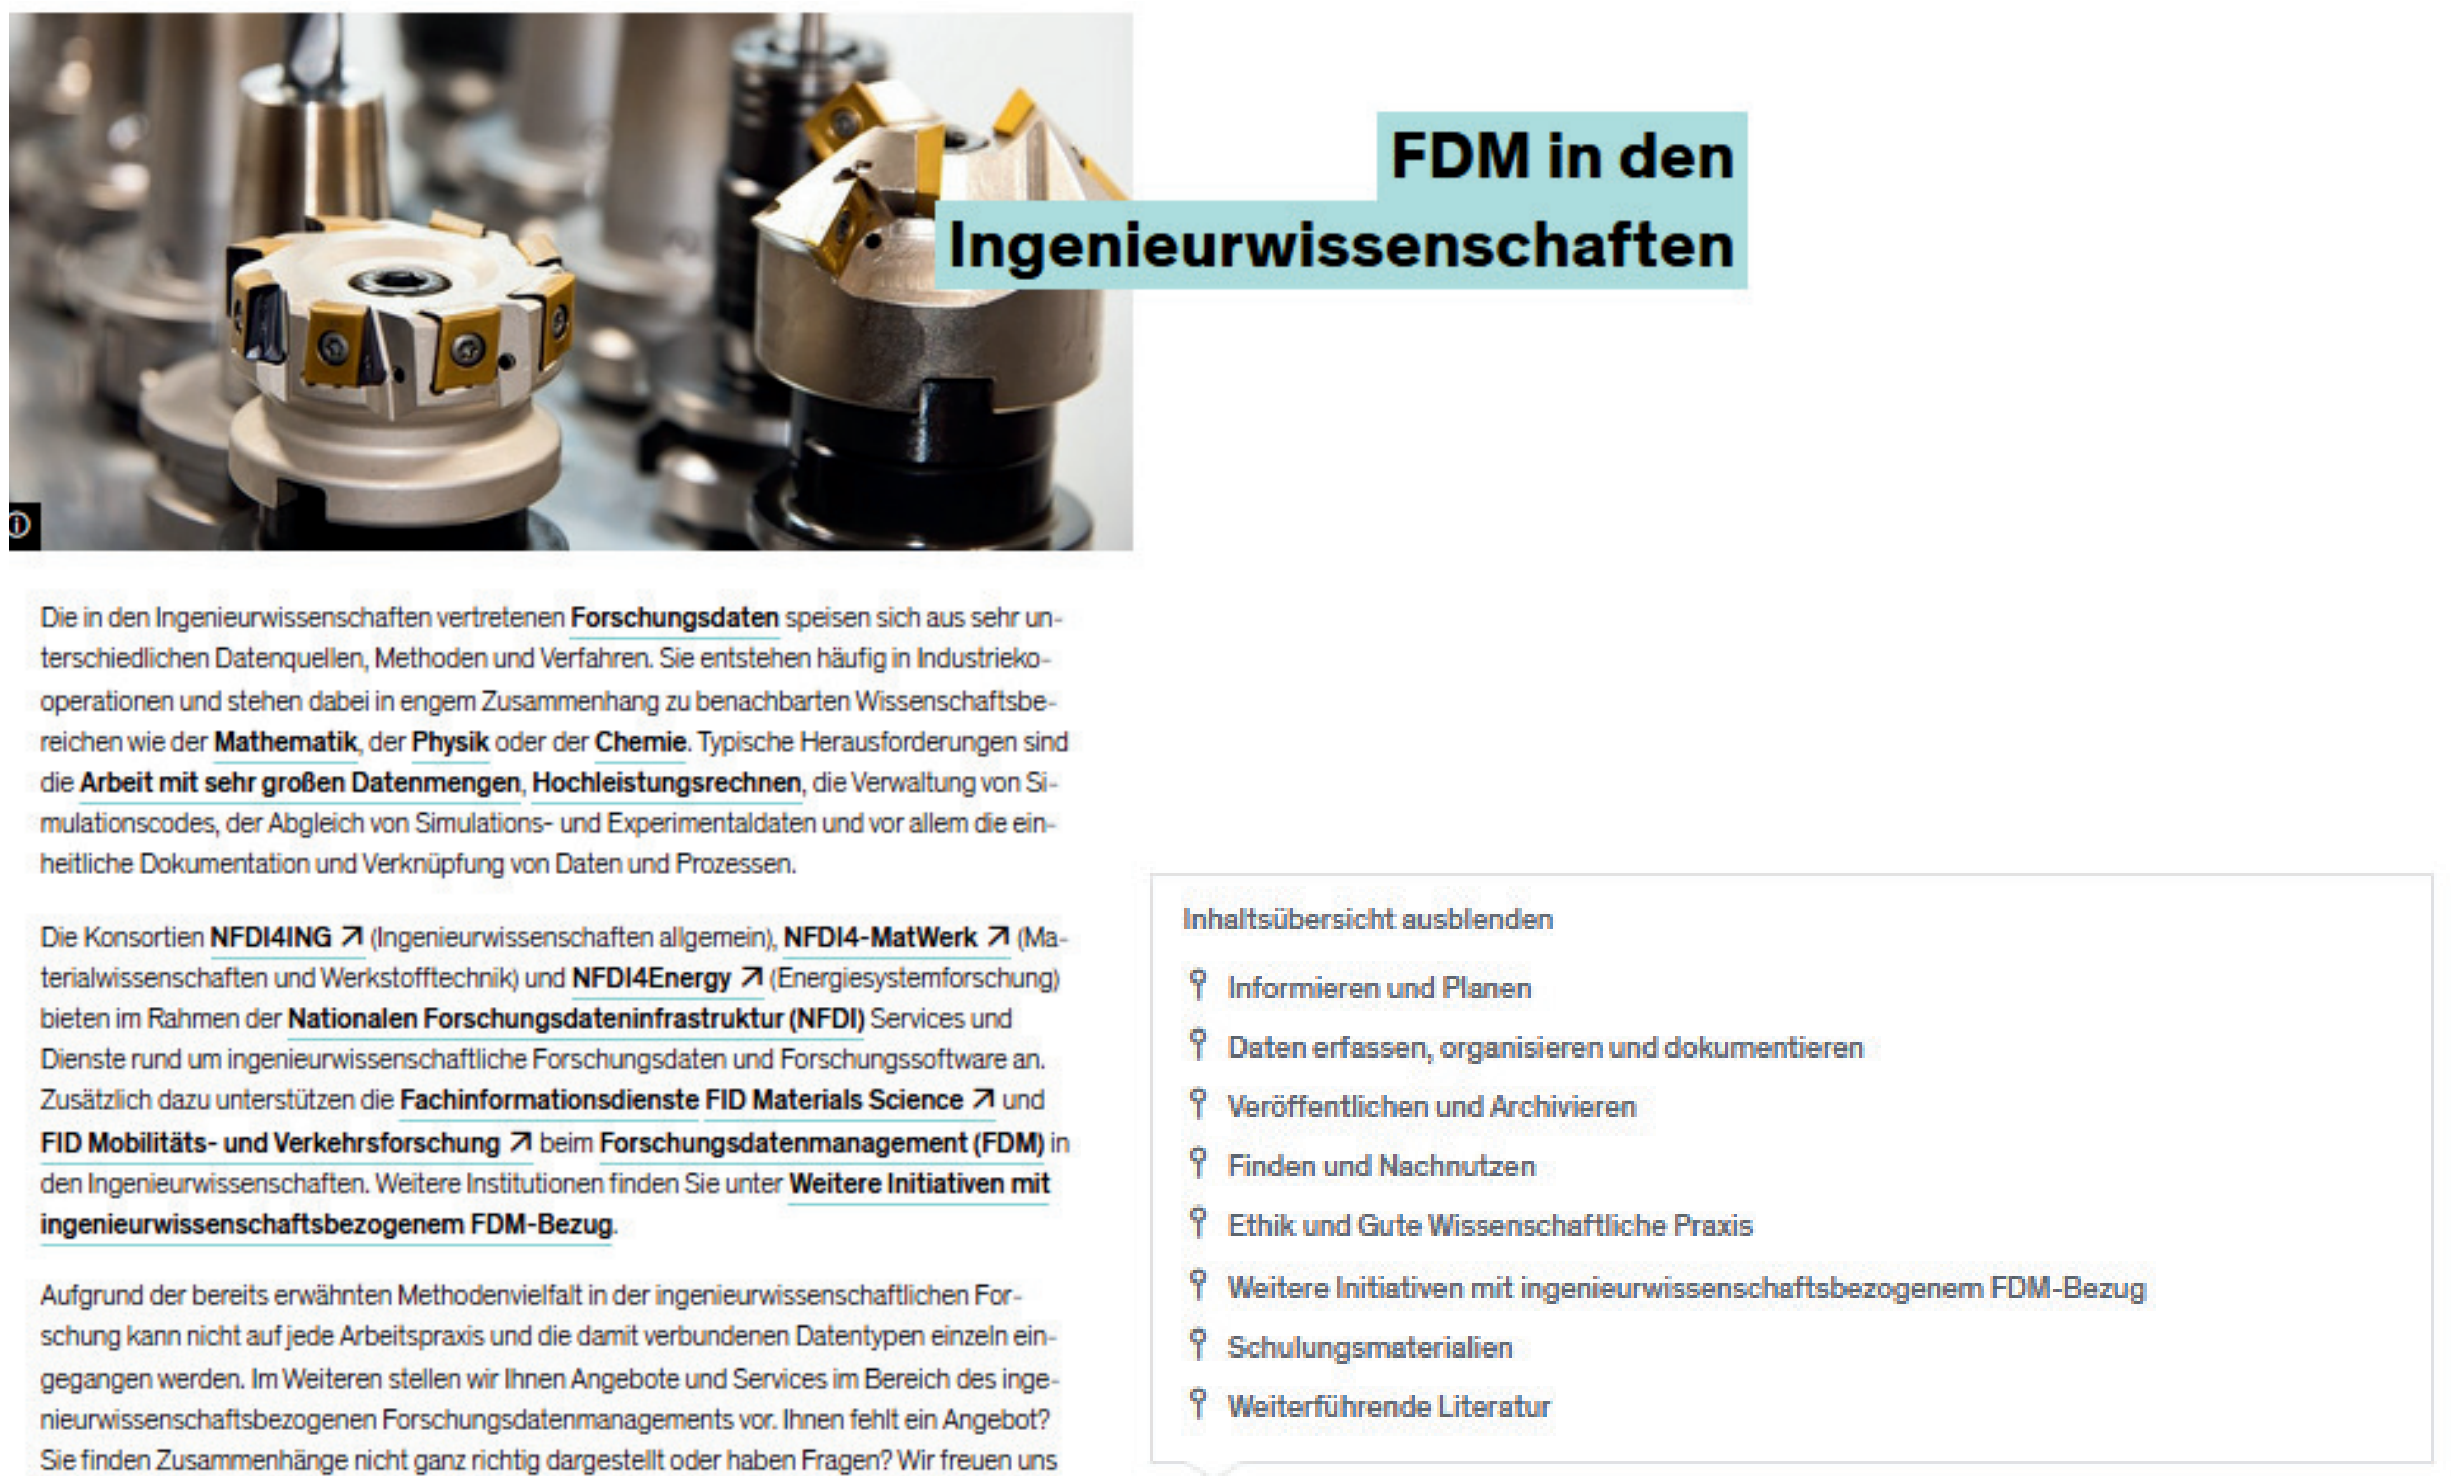 FDM in den
Ingenieurwissenschaften
Die in den Ingenieurwissenschaften vertretenen Forschungsdaten speisen sich aus sehr un-
terschiedlichen Datenquellen, Methoden und Verfahren. Sie entstehen häufig in Industrieko-
operationen und stehen dabei in engem Zusammenhang zu benachbarten Wissenschaftsbe-
reichen wie der Mathematik, der Physik oder der Chemie. Typische Herausforderungen sind
die Arbeit mit sehr großen Datenmengen, Hochleistungsrechnen, die Verwaltung von Si-
mulationscodes, der Abgleich von Simulations- und Experimentaldaten und vor allem die ein-
heitliche Dokumentation und Verknüpfung von Daten und Prozessen.
Die Konsortien NFDI4ING ↗ (Ingenieurwissenschaften allgemein), NFDI4-MatWerk ↗ (Ma-
terialwissenschaften und Werkstofftechnik) und NFDI4Energy ↗ (Energiesystemforschung)
bieten im Rahmen der Nationalen Forschungsdateninfrastruktur (NFDI) Services und
Dienste rund um ingenieurwissenschaftliche Forschungsdaten und Forschungssoftware an.
Zusätzlich dazu unterstützen die Fachinformationsdienste FID Materials Science ↗ und
FID Mobilitäts- und Verkehrsforschung ↗ beim Forschungsdatenmanagement (FDM) in
den Ingenieurwissenschaften. Weitere Institutionen finden Sie unter Weitere Initiativen mit
ingenieurwissenschaftsbezogenem FDM-Bezug.
Aufgrund der bereits erwähnten Methodenvielfalt in der ingenieurwissenschaftlichen For-
schung kann nicht auf jede Arbeitspraxis und die damit verbundenen Datentypen einzeln ein-
gegangen werden. Im Weiteren stellen wir Ihnen Angebote und Services im Bereich des inge-
nieurwissenschaftsbezogenen Forschungsdatenmanagements vor. Ihnen fehlt ein Angebot?
Sie finden Zusammenhänge nicht ganz richtig dargestellt oder haben Fragen? Wir freuen uns
Inhaltsübersicht ausblenden
Informieren und Planen
Daten erfassen, organisieren und dokumentieren
Veröffentlichen und Archivieren
Finden und Nachnutzen
Ethik und Gute Wissenschaftliche Praxis
Weitere Initiativen mit ingenieurwissenschaftsbezogenem FDM-Bezug
Schulungsmaterialien
Weiterführende Literatur